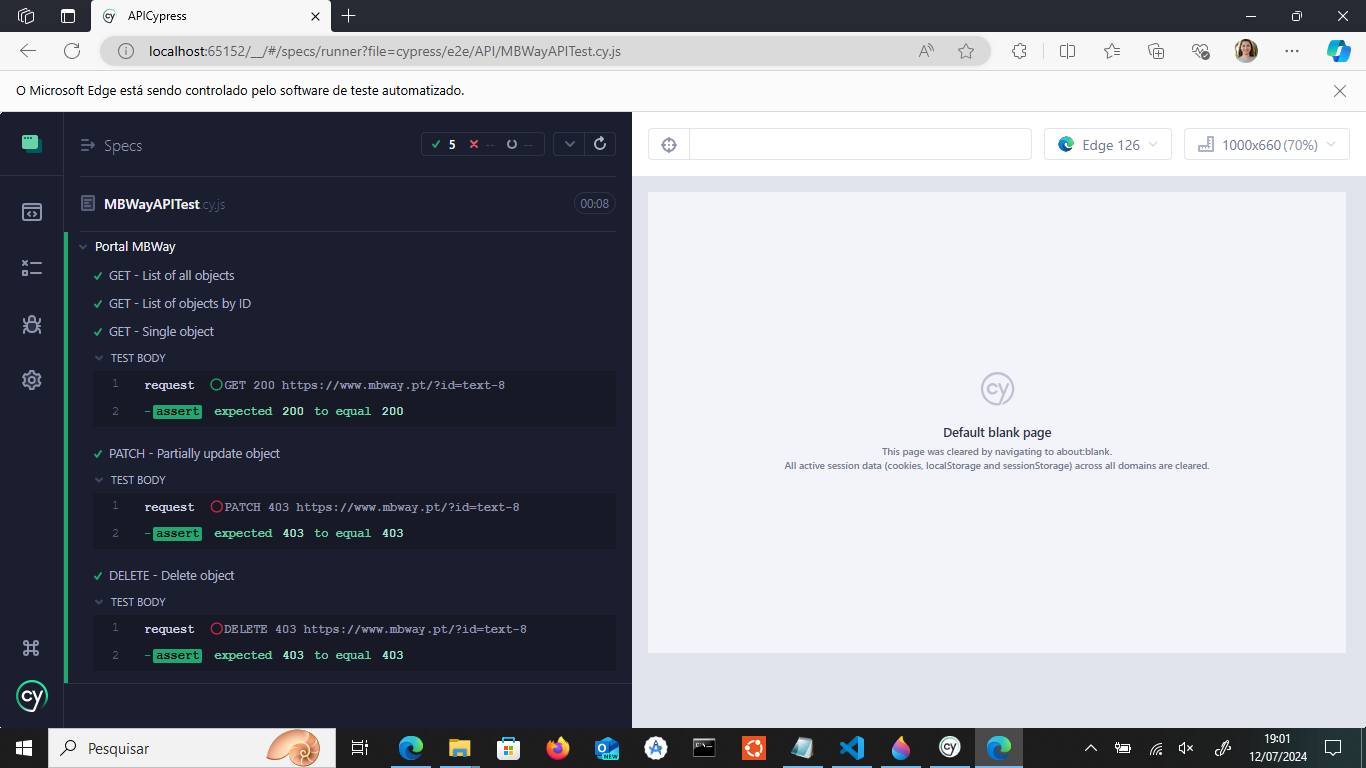 APICypress
localhost:65152/__/#/specs/runner?file=cypress/e2e/API/MBWayAPITest.cy.js
O Microsoft Edge está sendo controlado pelo software de teste automatizado.
Specs
5 -- --
MBWayAPITest.cy.js 00:08
Portal MBWay
GET - List of all objects
GET - List of objects by ID
GET - Single object
TEST BODY
1 request GET 200 https://www.mbway.pt/?id=text-8
2 -assert expected 200 to equal 200
PATCH - Partially update object
TEST BODY
1 request PATCH 403 https://www.mbway.pt/?id=text-8
2 -assert expected 403 to equal 403
DELETE - Delete object
TEST BODY
1 request DELETE 403 https://www.mbway.pt/?id=text-8
2 -assert expected 403 to equal 403
cy
Edge 126
1000x660 (70%)
cy
Default blank page
This page was cleared by navigating to about:blank.
All active session data (cookies, localStorage and sessionStorage) across all domains are cleared.
Pesquisar
NEW
cy
19:01
12/07/2024